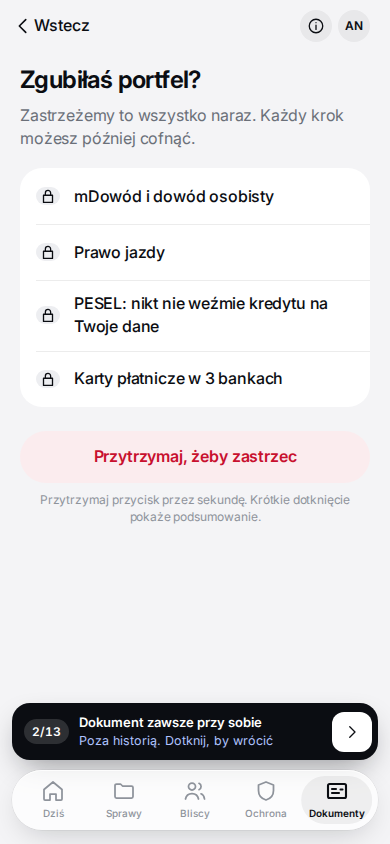 Wstecz
AN
Zgubiłaś portfel?
Zastrzeżemy to wszystko naraz. Każdy krok
możesz później cofnąć.
mDowód i dowód osobisty
Prawo jazdy
PESEL: nikt nie weźmie kredytu na
Twoje dane
Karty płatnicze w 3 bankach
Przytrzymaj, żeby zastrzec
Przytrzymaj przycisk przez sekundę. Krótkie dotknięcie
pokaże podsumowanie.
2/13
Dokument zawsze przy sobie
Poza historią. Dotknij, by wrócić
Dziś
Sprawy
Bliscy
Ochrona
Dokumenty